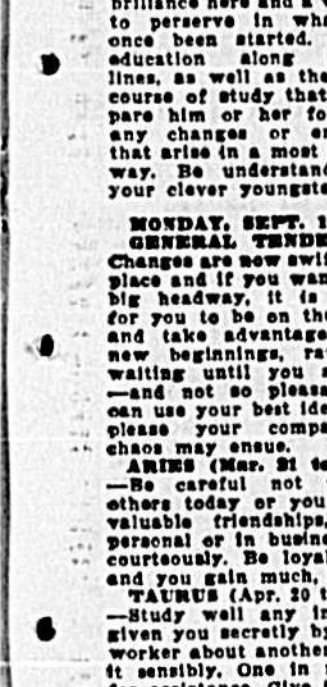 brilliance here and a
to perserve in wh
once been started.
education along
lines, as well as the
course of study that
pare him or her fo
any changes or e
that arise in a most
way. Be understand
your clever youngste
MONDAY, SEPT. 1
GENERAL TENDE
Changes are now swif
place and if you wan
big headway, it is
for you to be on the
and take advantage
new beginnings, ra
waiting until you
—and not so pleas
can use your best ide
please your compa
chaos may ensue.
ARIES (Mar. 21 to
—Be careful not
others today or you
valuable friendships,
personal or in busine
courteously. Be loyal
and you gain much,
TAURUS (Apr. 20 t
—Study well any in
given you secretly b
worker about another
it sensibly. One in